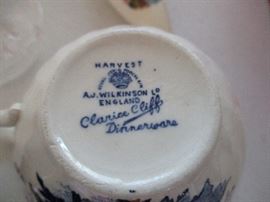 HARVEST
A.J. WILKINSON LD
ENGLAND
Clarice Cliff
Dinnerware